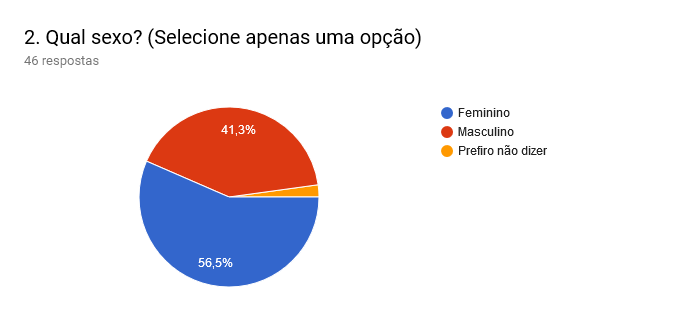 2. Qual sexo? (Selecione apenas uma opção)
46 respostas
41,3%
56,5%
Feminino
Masculino
Prefiro não dizer